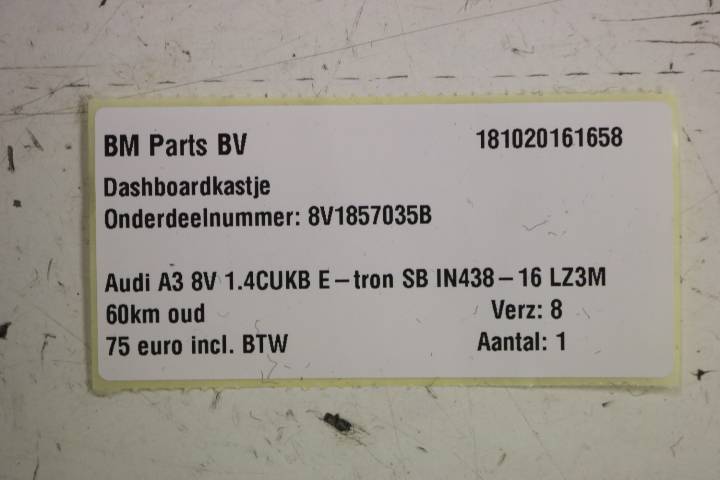 BM Parts BV 181020161658
Dashboardkastje
Onderdeelnummer: 8V1857035B
Audi A3 8V 1.4CUKB E-tron SB IN438-16 LZ3M
60km oud Verz: 8
75 euro incl. BTW Aantal: 1